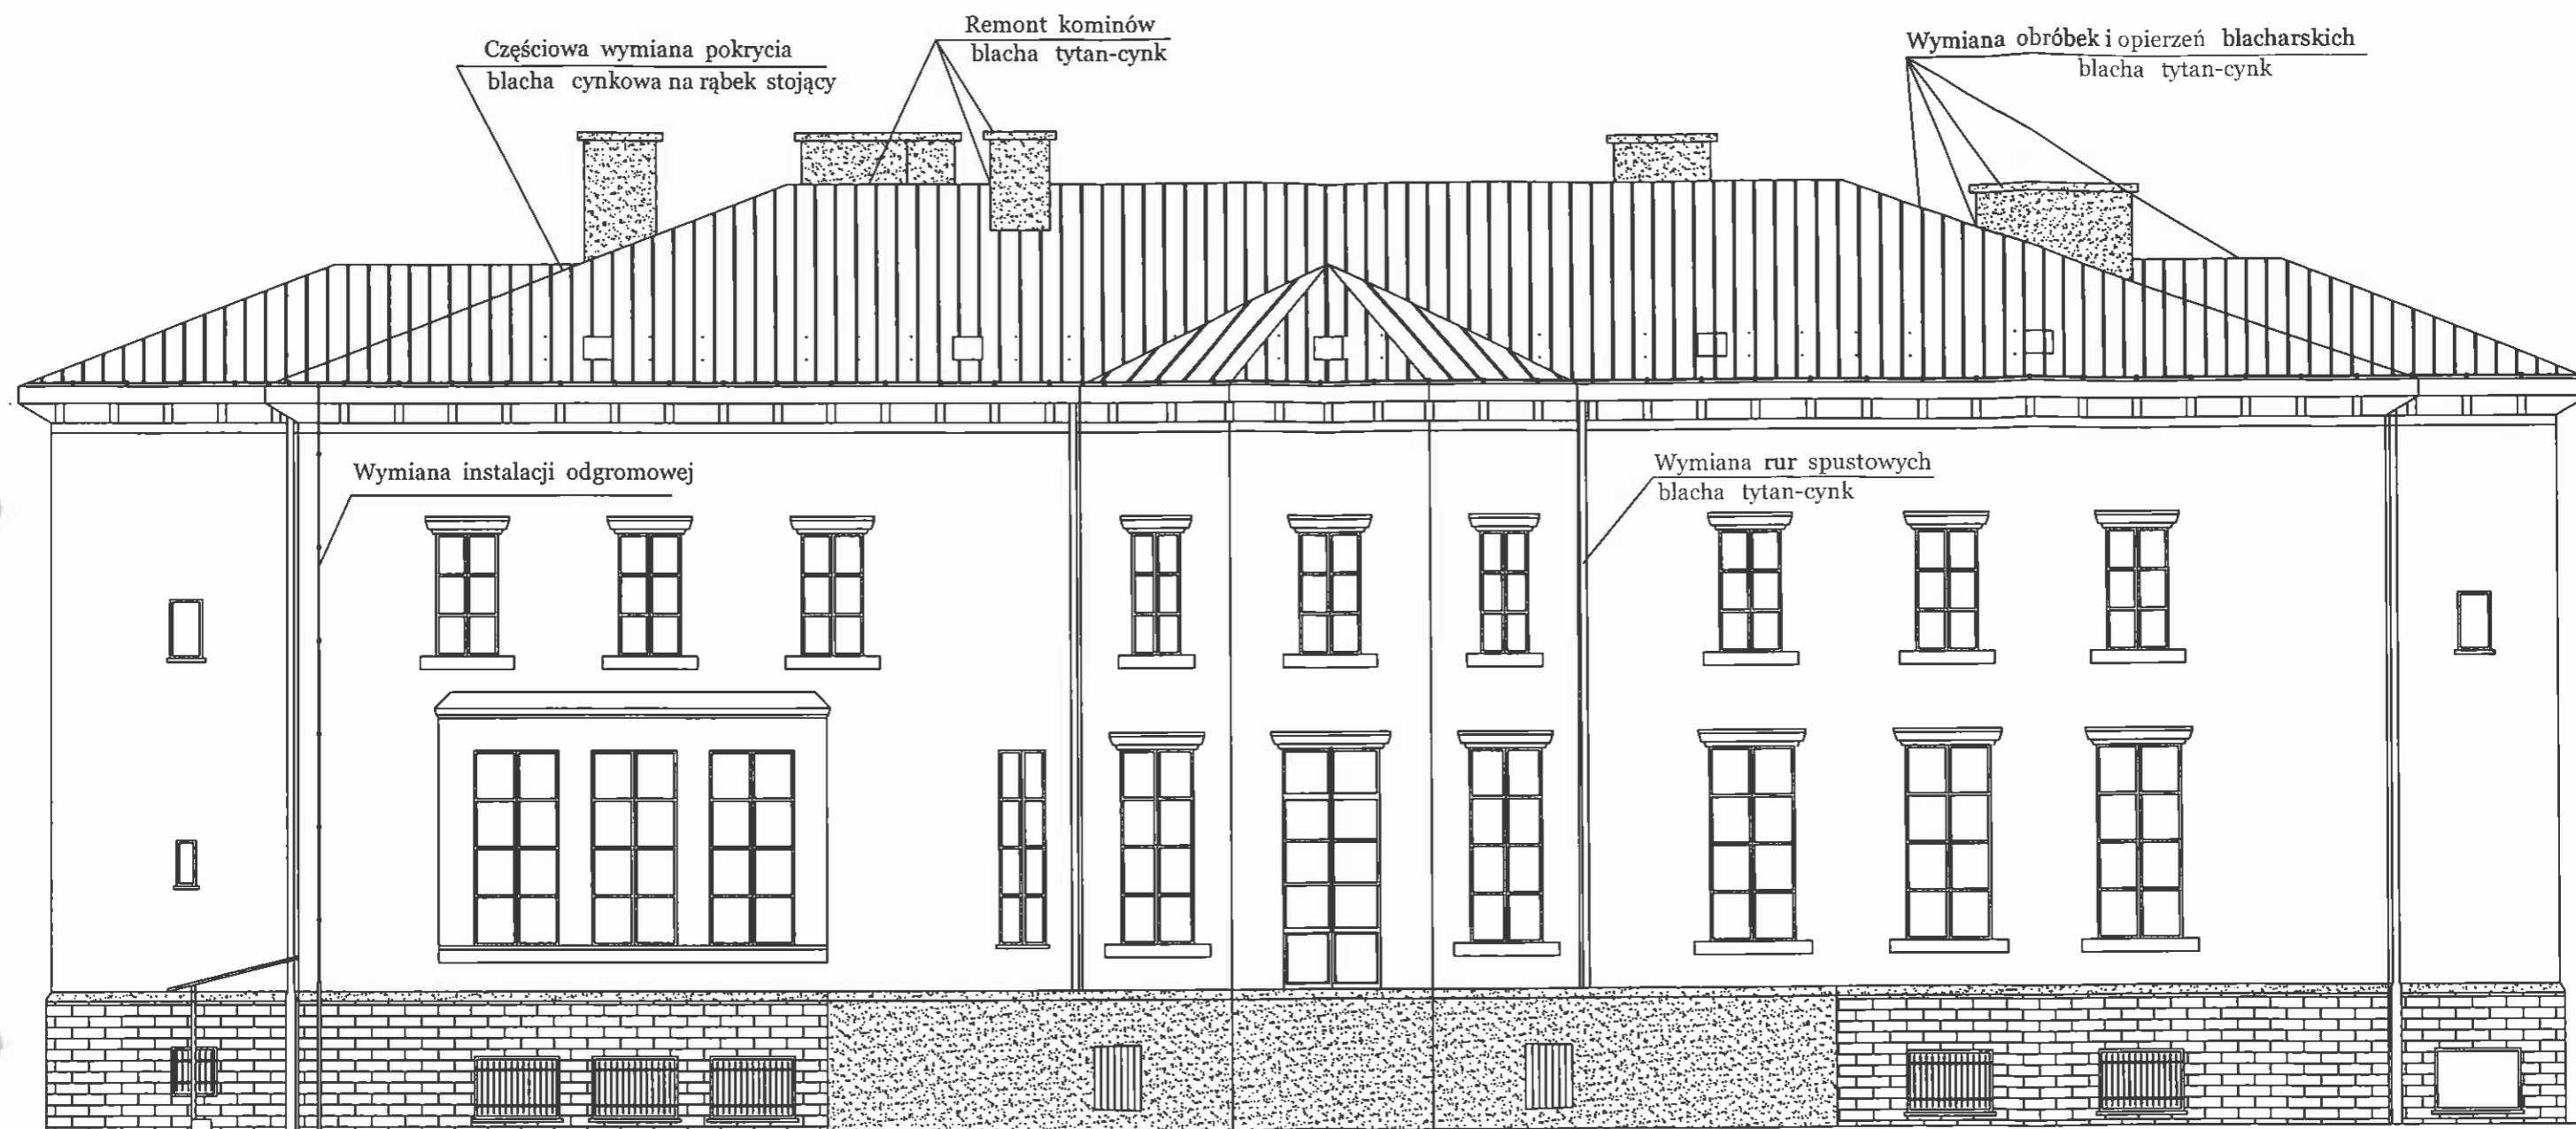 Remont kominów
blacha tytan-cynk
Częściowa wymiana pokrycia
blacha cynkowa na rąbek stojący
Wymiana obróbek i opierzeń blacharskich
blacha tytan-cynk
Wymiana instalacji odgromowej
Wymiana rur spustowych
blacha tytan-cynk